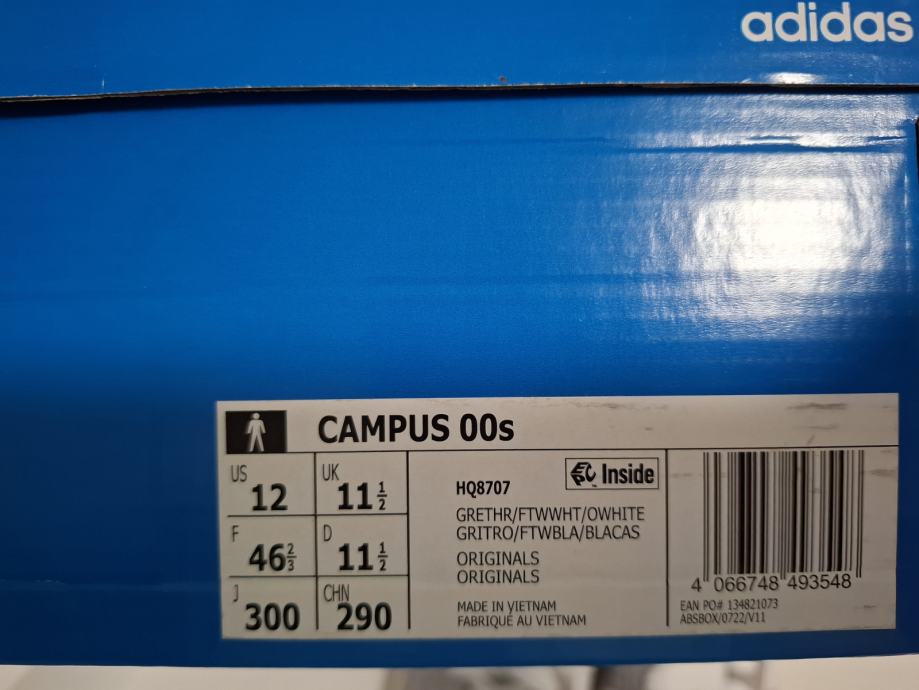 adidas
CAMPUS 00s
US 12
UK 11 1/2
F 46 2/3
D 11 1/2
J 300
CHN 290
HQ8707
Inside
GRETHR/FTWWHT/OWHITE
GRITRO/FTWBLA/BLACAS
ORIGINALS
ORIGINALS
MADE IN VIETNAM
FABRIQUÉ AU VIETNAM
4 066748 493548
EAN PO# 134821073
ABSBOX/0722/V11